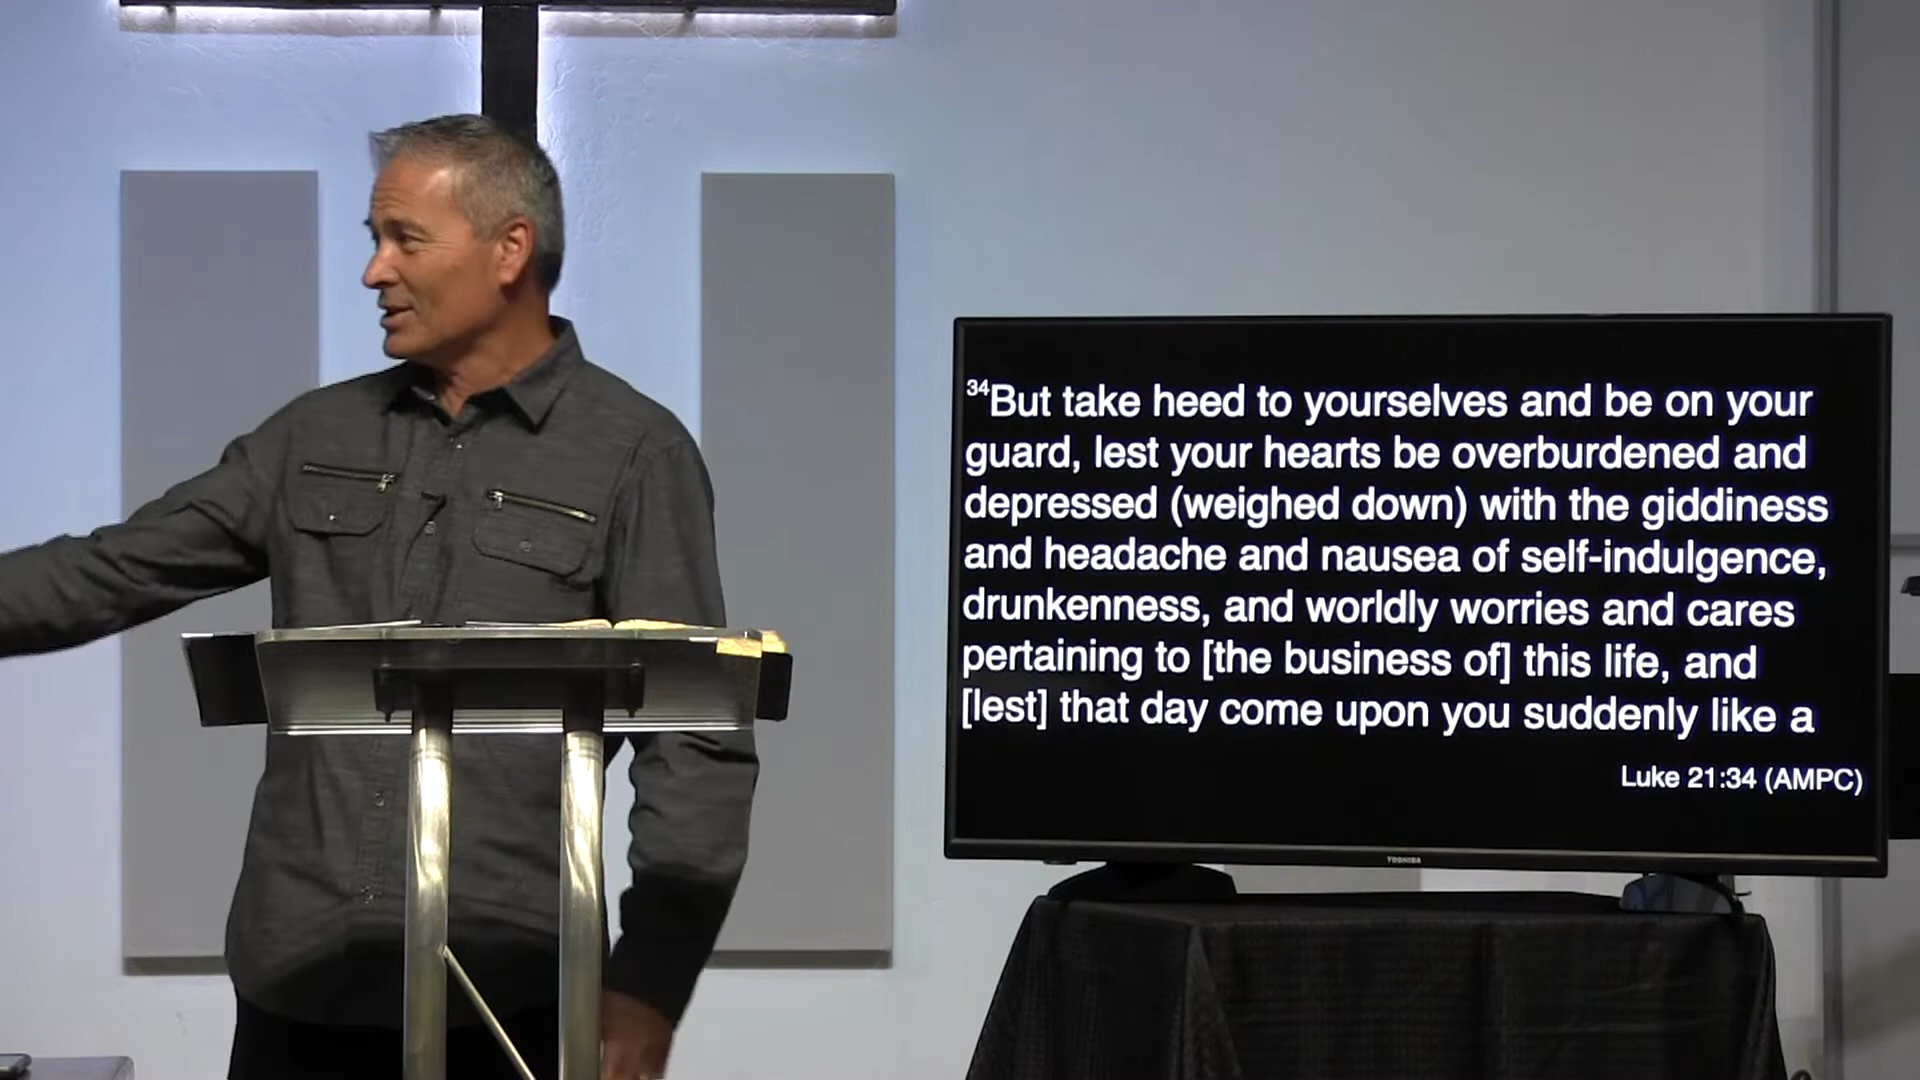 ³⁴But take heed to yourselves and be on your
guard, lest your hearts be overburdened and
depressed (weighed down) with the giddiness
and headache and nausea of self-indulgence,
drunkenness, and worldly worries and cares
pertaining to [the business of] this life, and
[lest] that day come upon you suddenly like a
Luke 21:34 (AMPC)
TOSHIBA